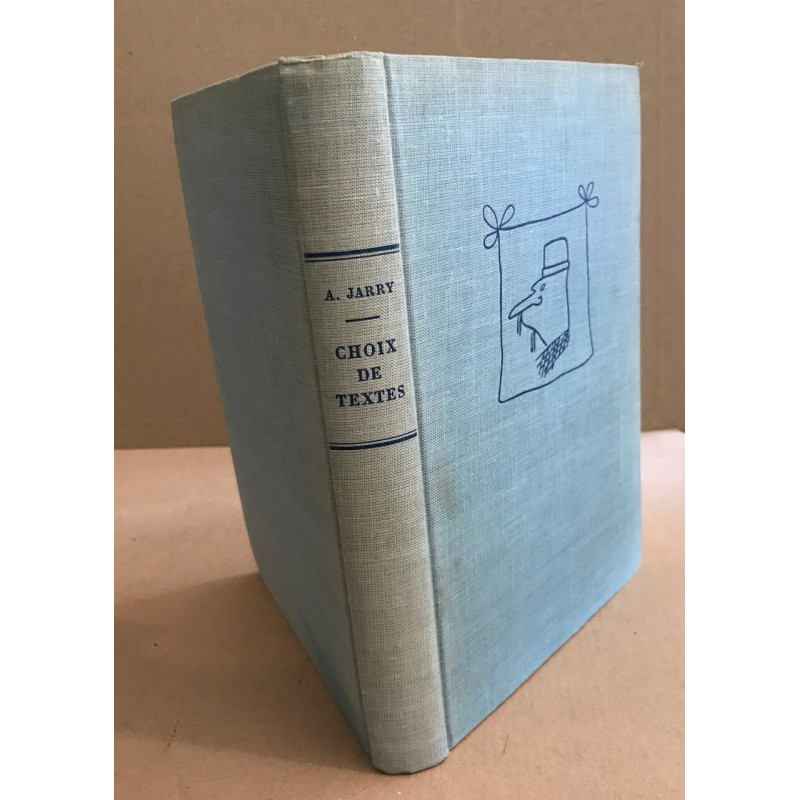 A. JARRY
CHOIX
DE
TEXTES